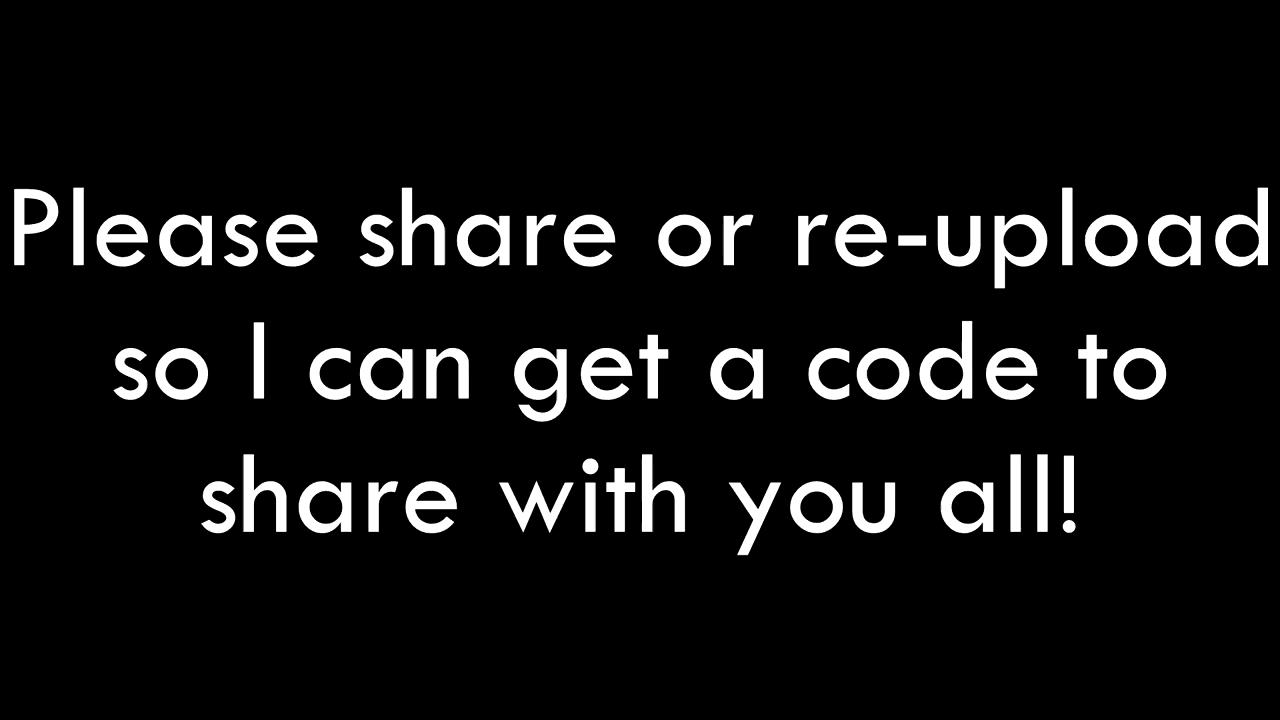 Please share or re-upload
so I can get a code to
share with you all!